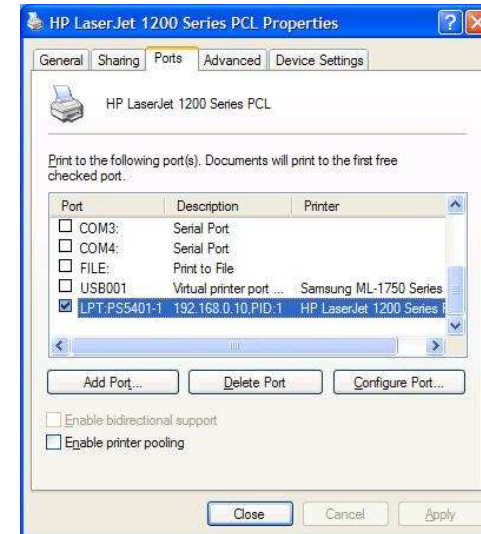 HP LaserJet 1200 Series PCL Properties
General Sharing Ports Advanced Device Settings
HP LaserJet 1200 Series PCL
Print to the following port(s). Documents will print to the first free
checked port.
Port Description Printer
COM3: Serial Port
COM4: Serial Port
FILE: Print to File
USB001 Virtual printer port ... Samsung ML-1750 Series
LPT:PS5401-1 192.168.0.10,PID:1 HP LaserJet 1200 Series
Add Port... Delete Port Configure Port...
Enable bidirectional support
Enable printer pooling
Close Cancel Apply